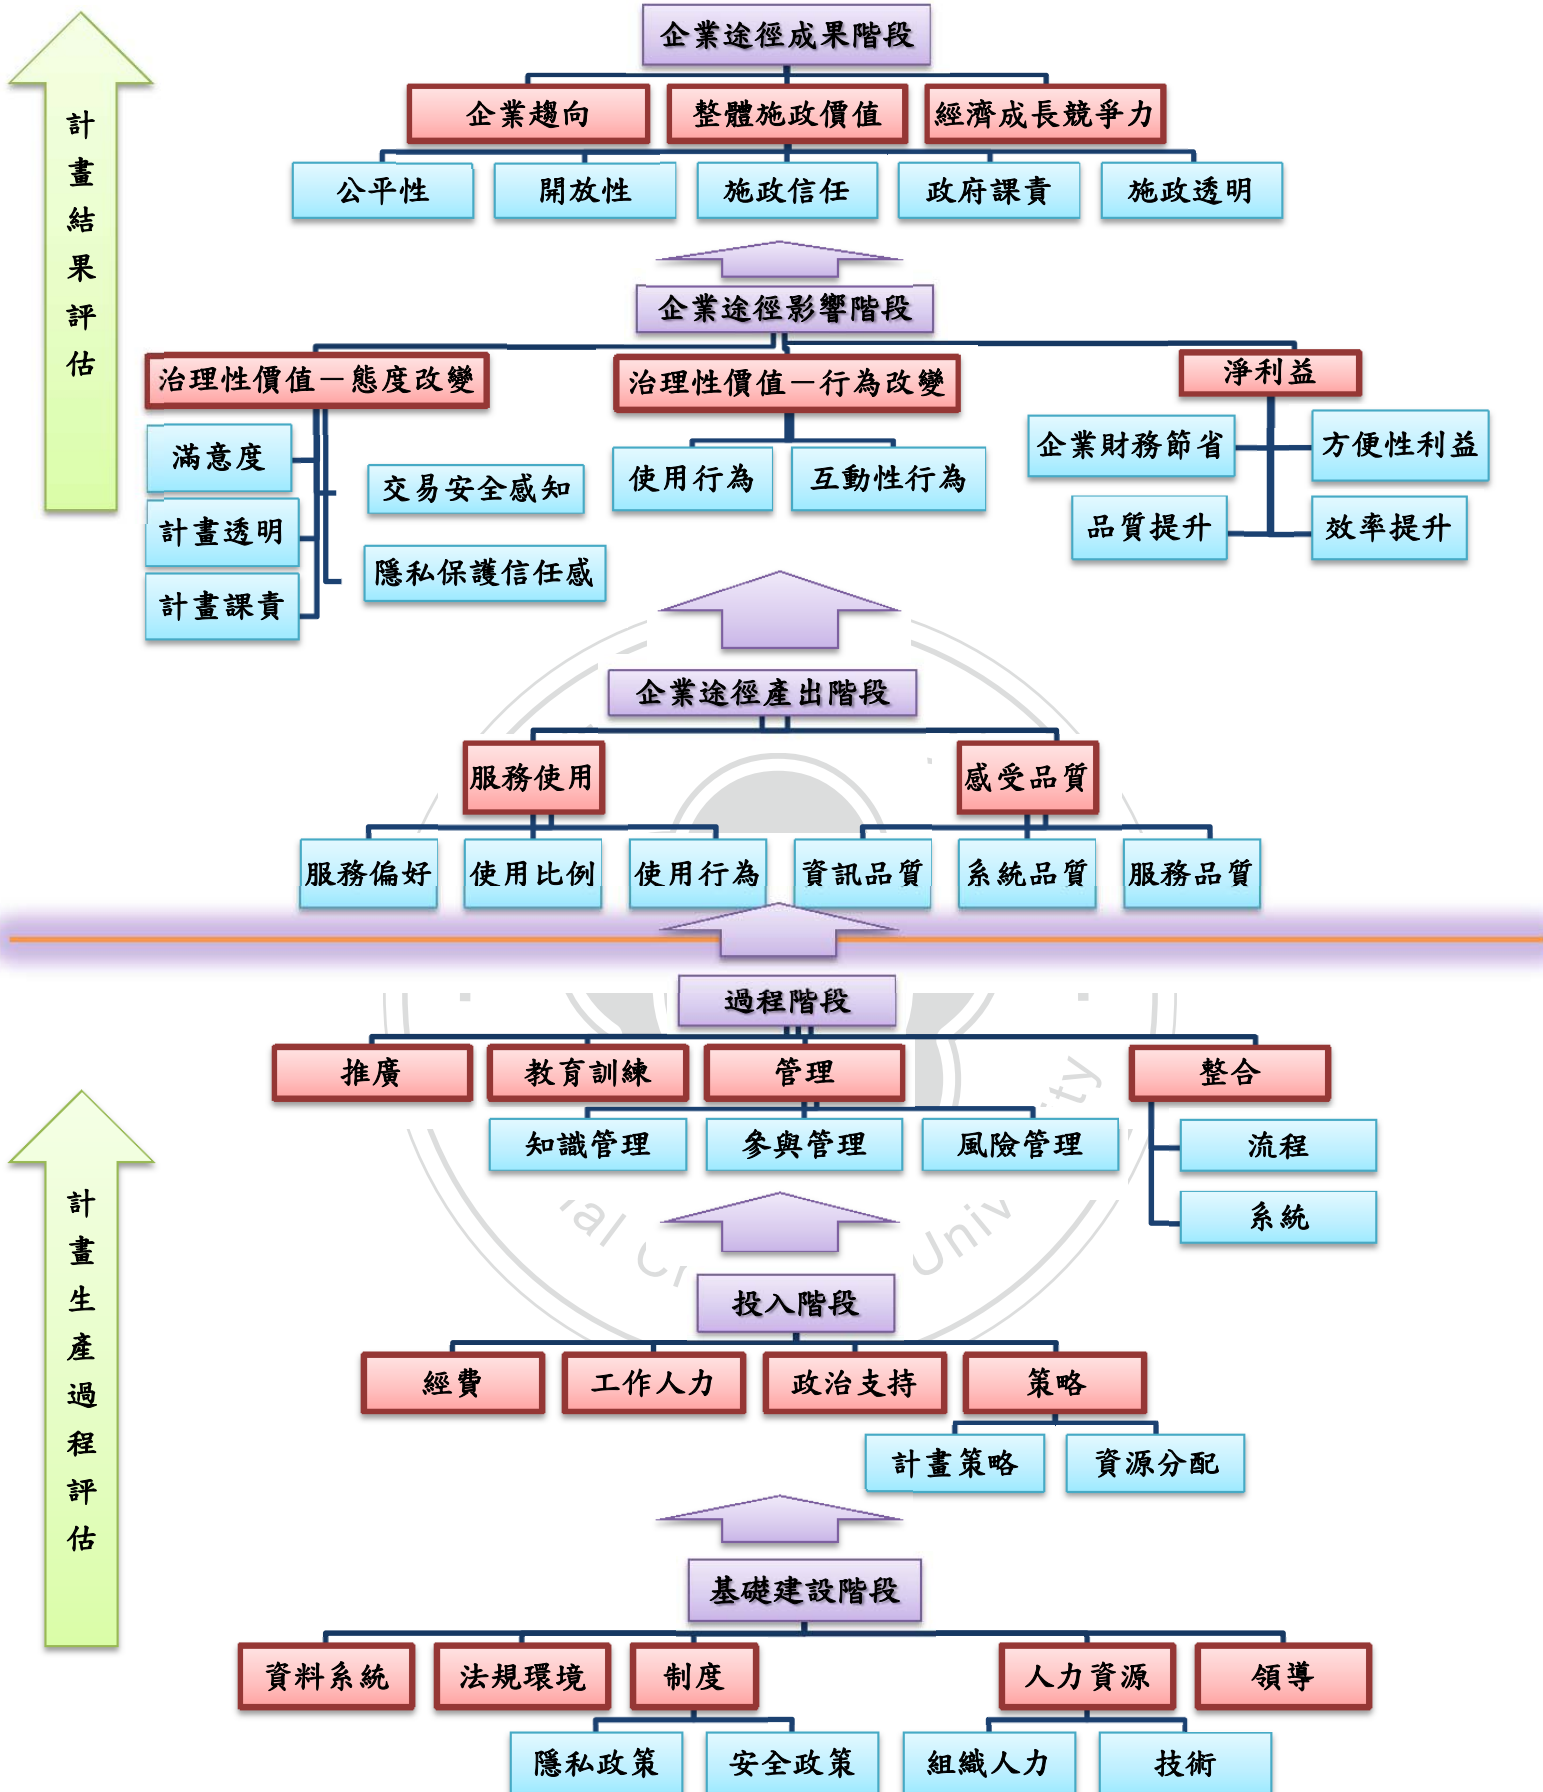 企業途徑成果階段
企業趨向
整體施政價值
經濟成長競爭力
公平性
開放性
施政信任
政府課責
施政透明
計畫結果評估
企業途徑影響階段
治理性價值－態度改變
治理性價值－行為改變
淨利益
滿意度
交易安全感知
計畫透明
隱私保護信任感
計畫課責
使用行為
互動性行為
企業財務節省
方便性利益
品質提升
效率提升
企業途徑產出階段
服務使用
感受品質
服務偏好
使用比例
使用行為
資訊品質
系統品質
服務品質
過程階段
推廣
教育訓練
管理
整合
知識管理
參與管理
風險管理
流程
系統
計畫生產過程評估
投入階段
經費
工作人力
政治支持
策略
計畫策略
資源分配
基礎建設階段
資料系統
法規環境
制度
人力資源
領導
隱私政策
安全政策
組織人力
技術